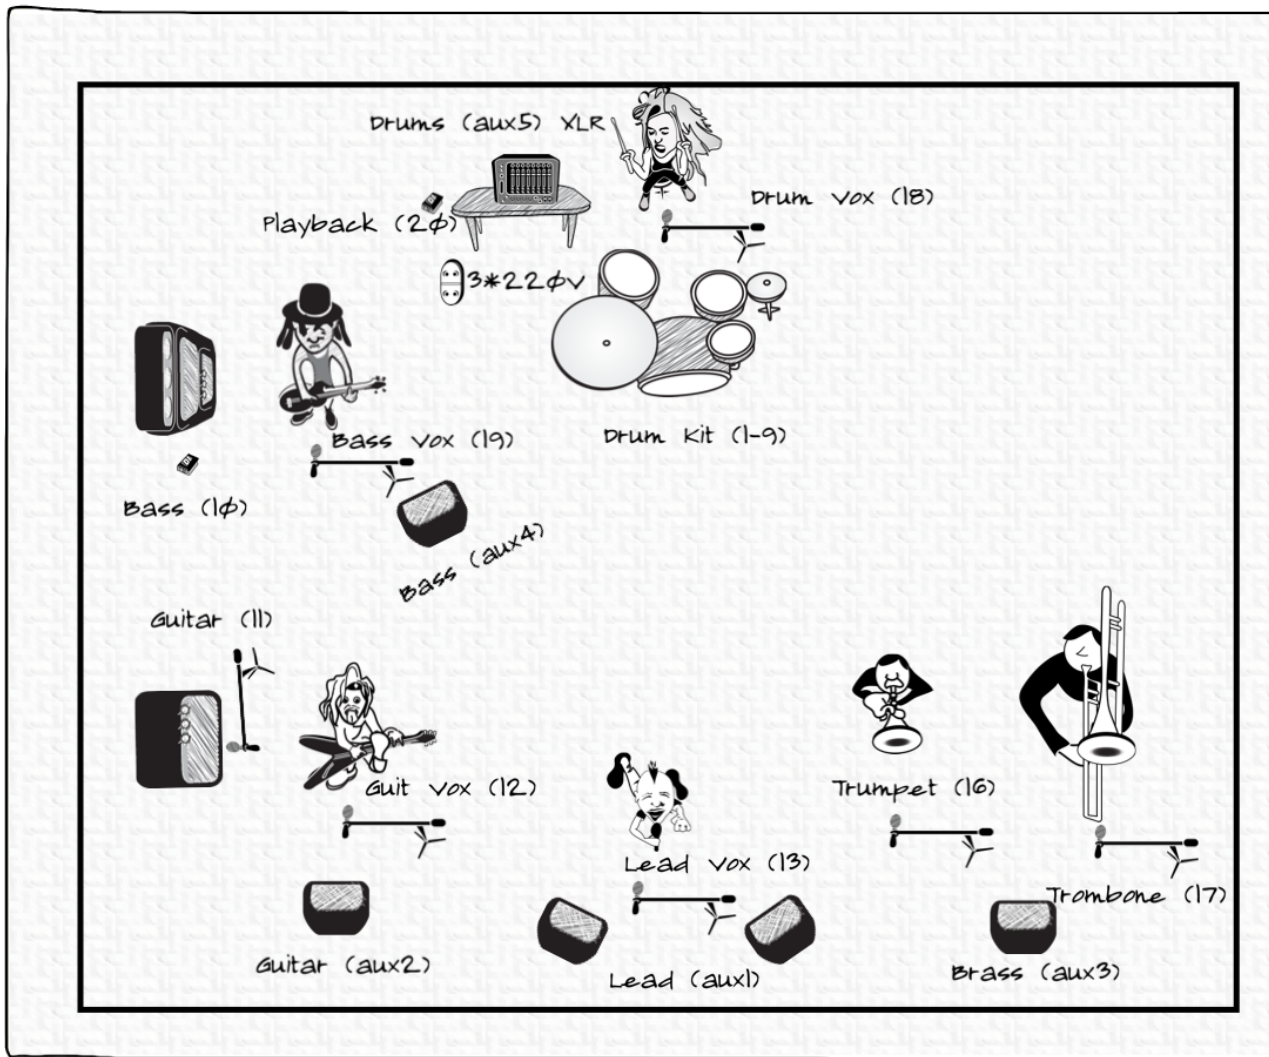 Drums (aux5) XLR
Drum Vox (18)
Playback (2φ)
3*22φV
Bass Vox (19)
Drum Kit (1-9)
Bass (1φ)
Bass (aux4)
Guitar (11)
Guit Vox (12)
Trumpet (16)
Lead Vox (13)
Trombone (17)
Guitar (aux2)
Lead (aux1)
Brass (aux3)